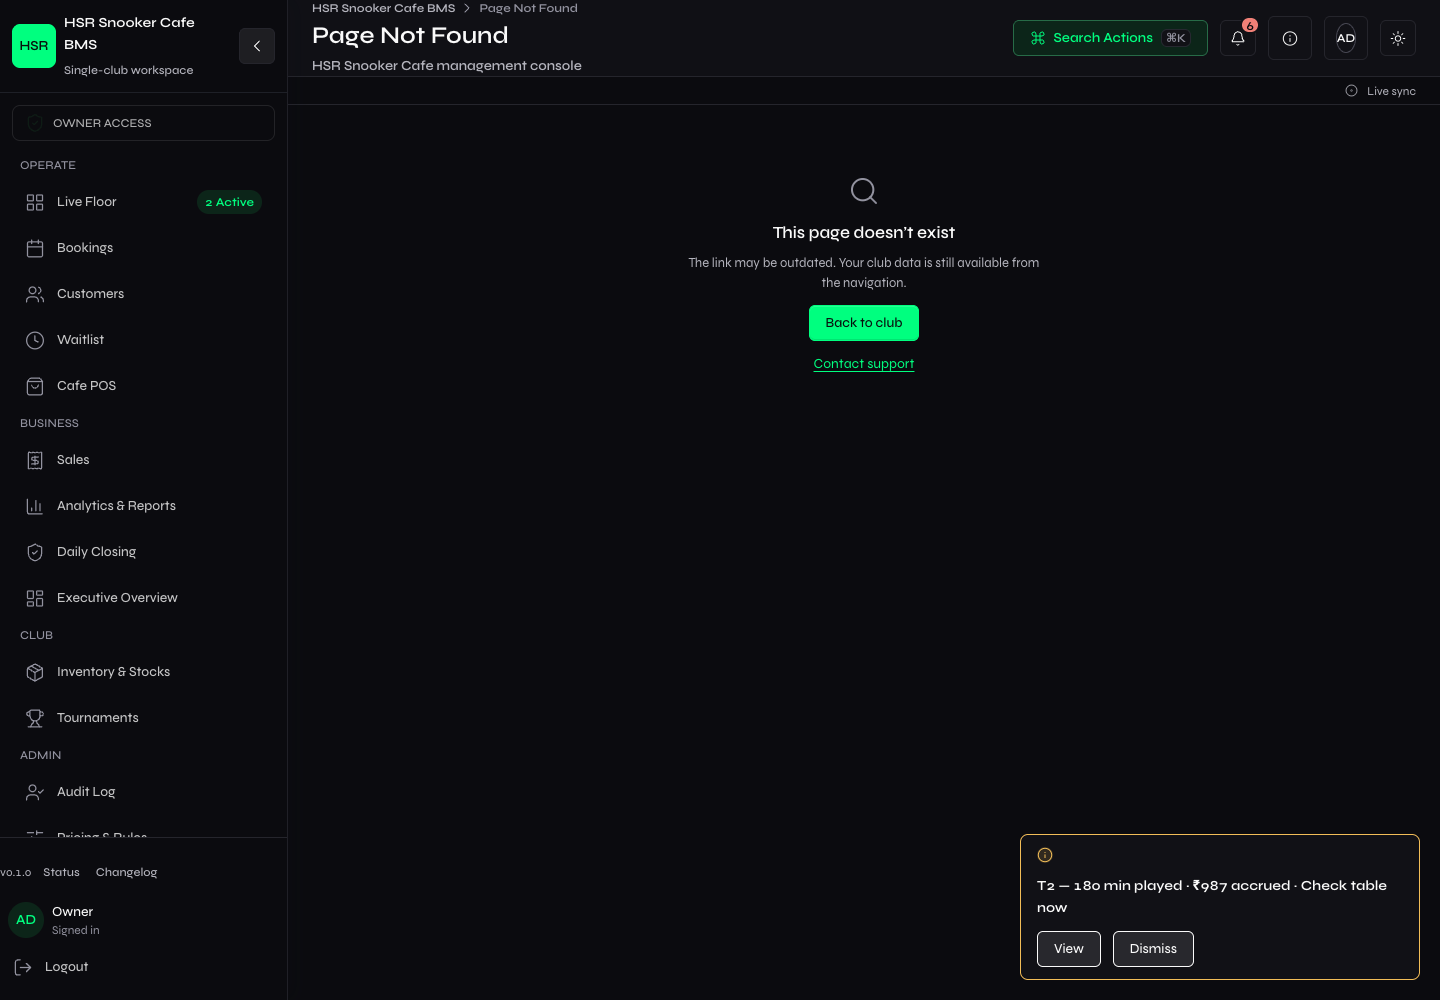 HSR
HSR Snooker Cafe
BMS
Single-club workspace
OWNER ACCESS
OPERATE
Live Floor
2 Active
Bookings
Customers
Waitlist
Cafe POS
BUSINESS
Sales
Analytics & Reports
Daily Closing
Executive Overview
CLUB
Inventory & Stocks
Tournaments
ADMIN
Audit Log
Pricing & Rules
v0.1.0 Status Changelog
AD
Owner
Signed in
Logout
HSR Snooker Cafe BMS > Page Not Found
Page Not Found
HSR Snooker Cafe management console
Search Actions ⌘K
6
AD
Live sync
This page doesn't exist
The link may be outdated. Your club data is still available from
the navigation.
Back to club
Contact support
T2 — 180 min played · ₹987 accrued · Check table
now
View
Dismiss